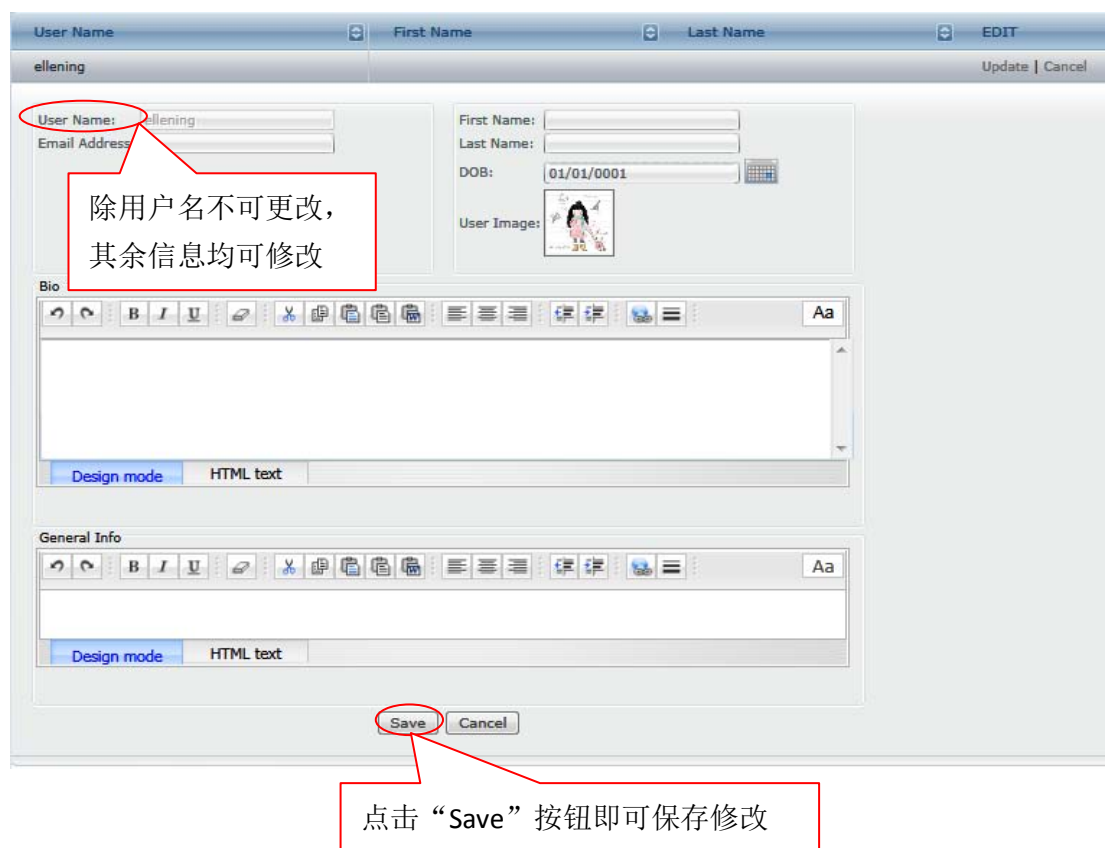 User Name First Name Last Name EDIT
ellening Update | Cancel
User Name: ellening First Name:
Email Address Last Name:
DOB: 01/01/0001
除用户名不可更改，
其余信息均可修改
User Image:
Bio
B I U Aa
Design mode HTML text
General Info
B I U Aa
Design mode HTML text
Save Cancel
点击“Save”按钮即可保存修改